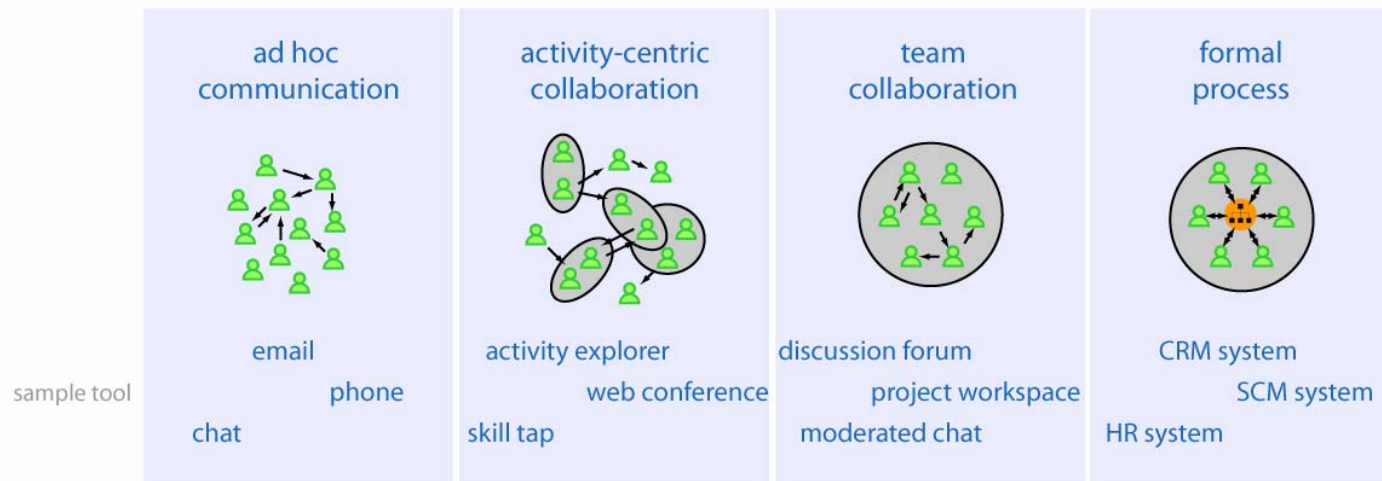 ad hoc
communication
activity-centric
collaboration
team
collaboration
formal
process
email
activity explorer
discussion forum
CRM system
sample tool
phone
web conference
project workspace
SCM system
chat
skill tap
moderated chat
HR system